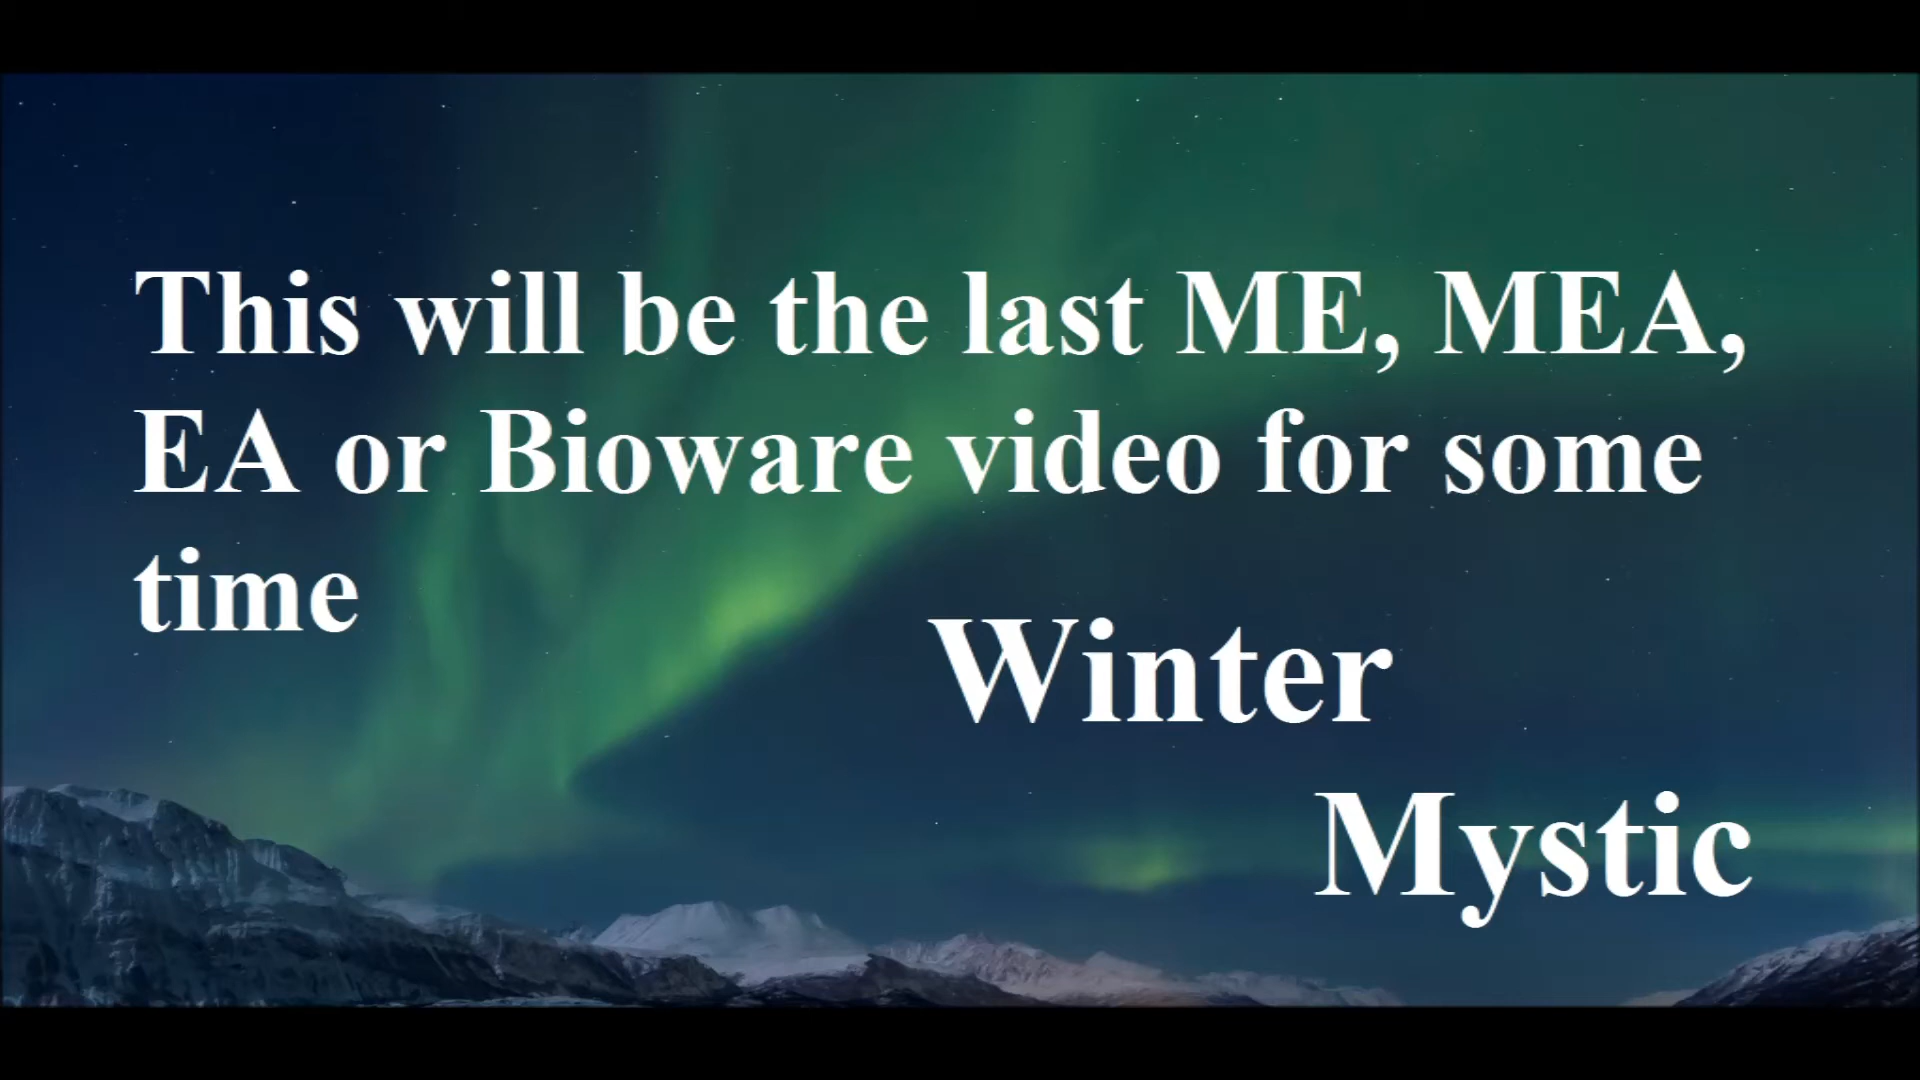 This will be the last ME, MEA,
EA or Bioware video for some
time
Winter
Mystic